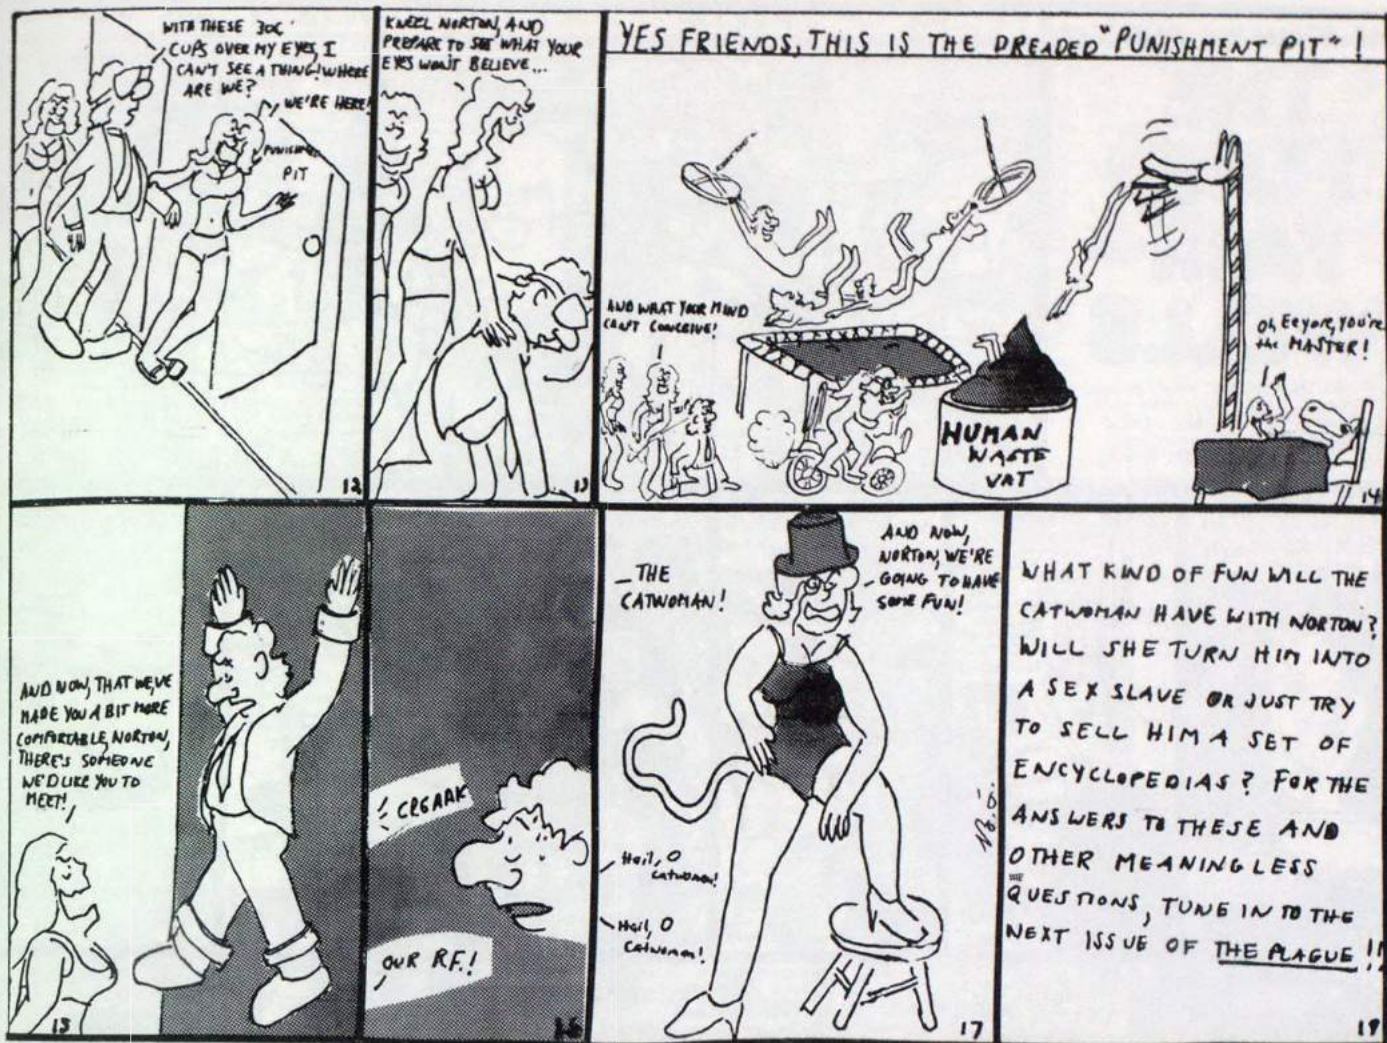 WITH THESE 30¢
CUPS OVER MY EYES, I
CAN'T SEE A THING! WHERE
ARE WE?
WE'RE HERE!
PUNISHMENT
PIT
12
KNEEL NORTON, AND
PREPARE TO SEE WHAT YOUR
EYES WON'T BELIEVE...
13
YES FRIENDS, THIS IS THE DREADED "PUNISHMENT PIT"!
AND WHAT YOUR MIND
CAN'T CONCEIVE!
HUMAN
WASTE
VAT
Oh, Eeyore, you're
the MASTER!
14
AND NOW, THAT WE'VE
MADE YOU A BIT MORE
COMFORTABLE, NORTON,
THERE'S SOMEONE
WE'D LIKE YOU TO
MEET!
15
CREAAK
OUR R.F.!
16
THE
CATWOMAN!
AND NOW,
NORTON, WE'RE
GOING TO HAVE
SOME FUN!
Hail, O
Catwoman!
Hail, O
Catwoman!
17
WHAT KIND OF FUN WILL THE
CATWOMAN HAVE WITH NORTON?
WILL SHE TURN HIM INTO
A SEX SLAVE OR JUST TRY
TO SELL HIM A SET OF
ENCYCLOPEDIAS? FOR THE
ANSWERS TO THESE AND
OTHER MEANINGLESS
QUESTIONS, TUNE IN TO THE
NEXT ISSUE OF THE PLAGUE!!
18